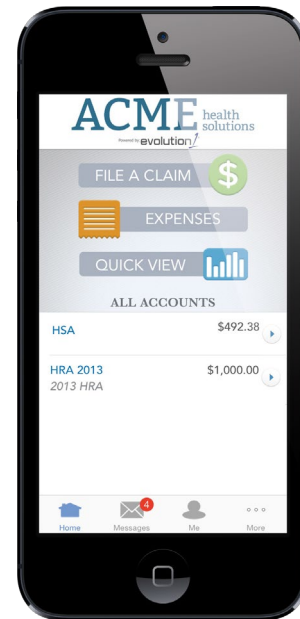 ACME health
solutions
Powered by evolution1
FILE A CLAIM $
EXPENSES
QUICK VIEW
ALL ACCOUNTS
HSA $492.38
HRA 2013 $1,000.00
2013 HRA
4
Home Messages Me More